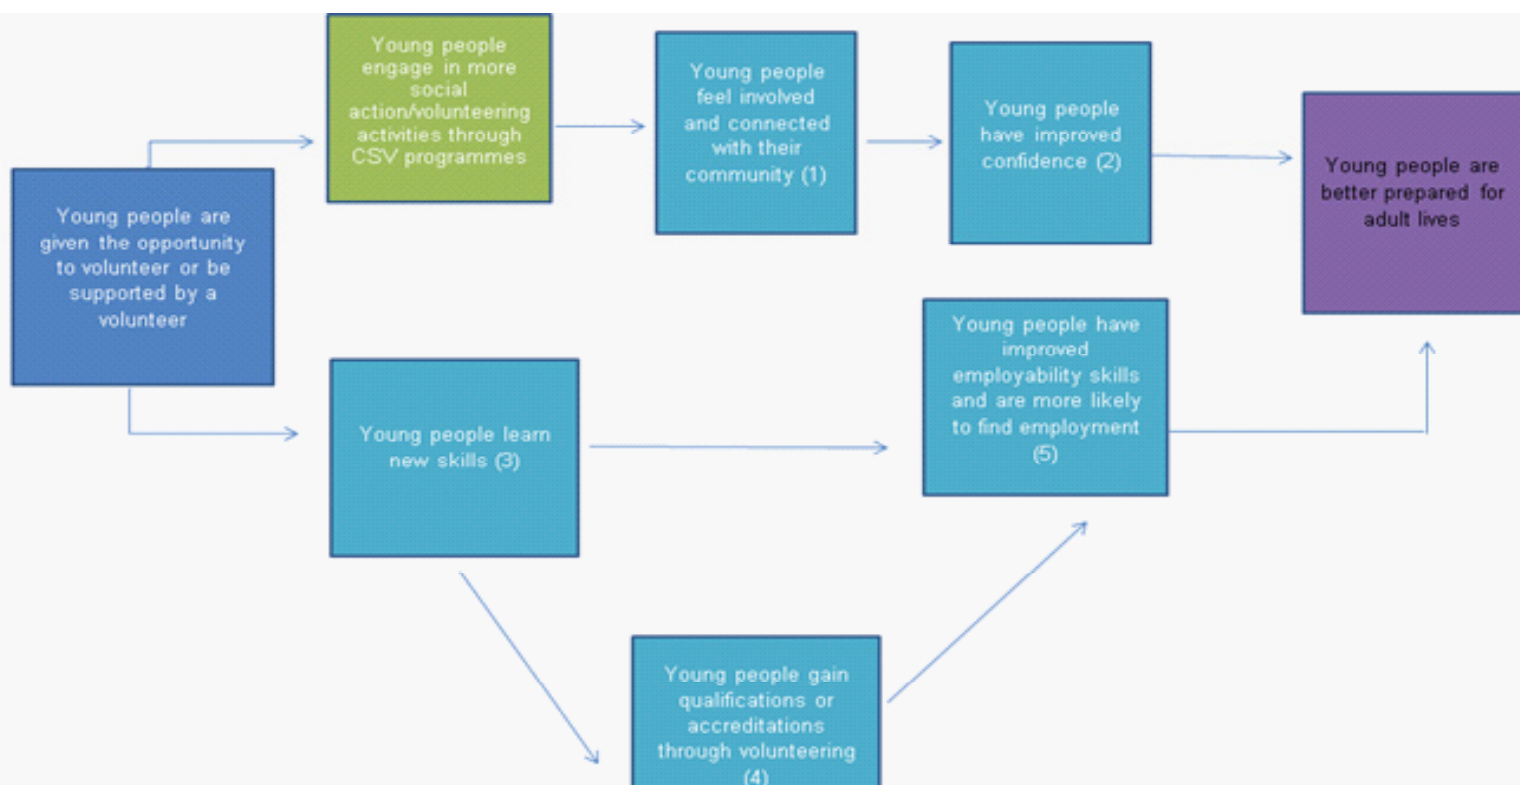 Young people
engage in more
social
action/volunteering
activities through
CSV programmes
Young people
feel involved
and connected
with their
community (1)
Young people
have improved
confidence (2)
Young people are
better prepared for
adult lives
Young people are
given the opportunity
to volunteer or be
supported by a
volunteer
Young people have
improved
employability skills
and are more likely
to find employment
(5)
Young people learn
new skills (3)
Young people gain
qualifications or
accreditations
through volunteering
(4)